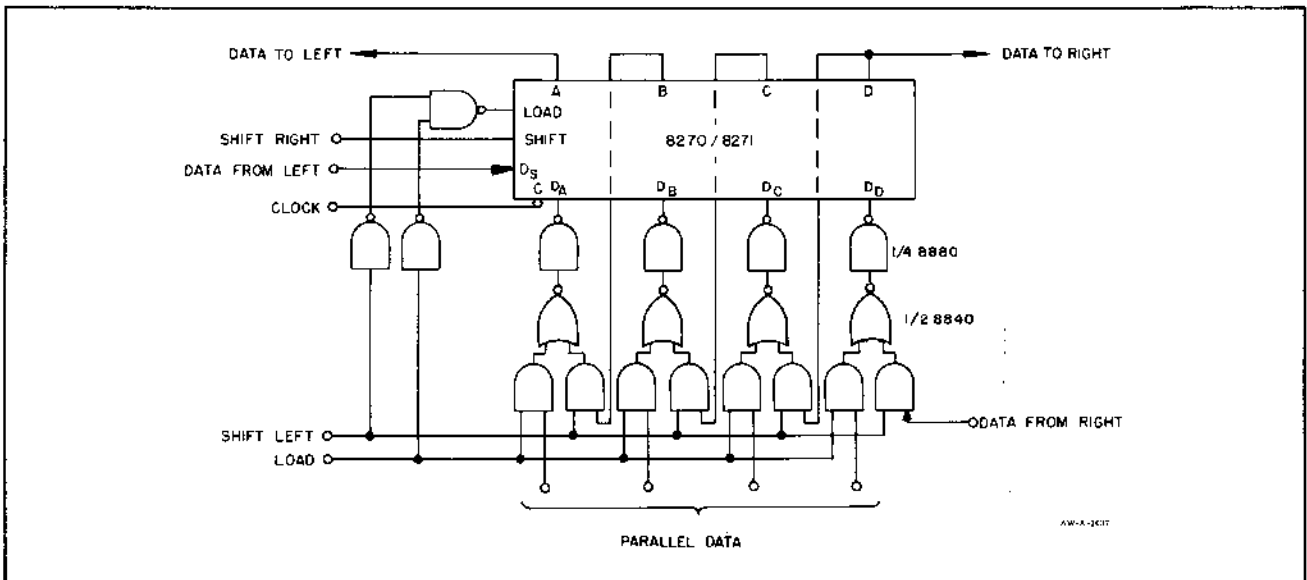 DATA TO LEFT
DATA TO RIGHT
A B C D
LOAD
SHIFT RIGHT
SHIFT
8270 / 8271
DATA FROM LEFT
DS
C DA DB DC DD
CLOCK
1/4 8880
1/2 8840
SHIFT LEFT
DATA FROM RIGHT
LOAD
PARALLEL DATA